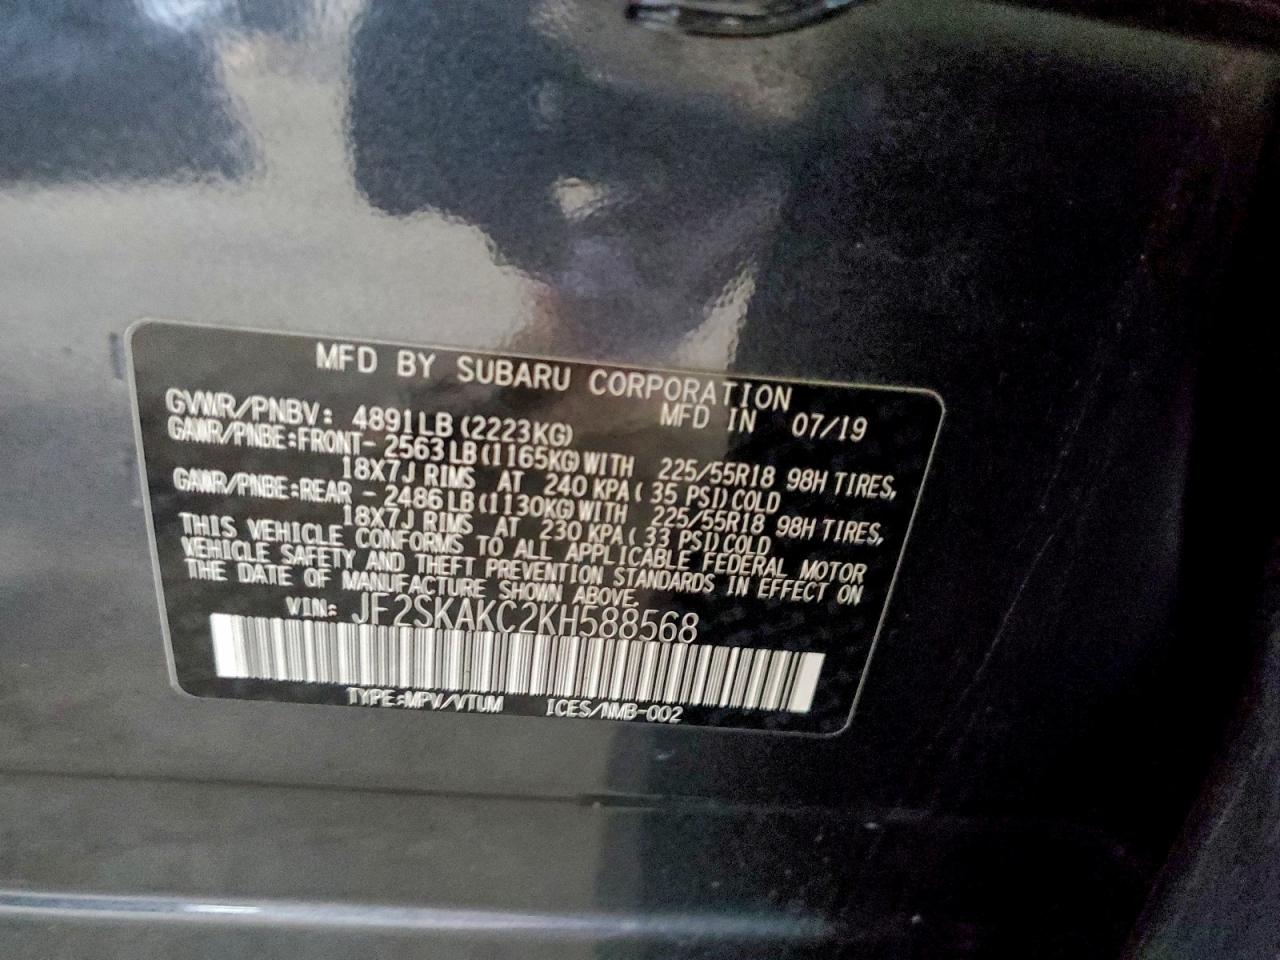 MFD BY SUBARU CORPORATION
GVWR/PNBV: 4891LB(2223KG) MFD IN 07/19
GAWR/PNBE:FRONT- 2563LB(1165KG)WITH 225/55R18 98H TIRES,
18X7J RIMS AT 240 KPA( 35 PSI)COLD
GAWR/PNBE:REAR - 2486LB(1130KG)WITH 225/55R18 98H TIRES,
18X7J RIMS AT 230 KPA( 33 PSI)COLD
THIS VEHICLE CONFORMS TO ALL APPLICABLE FEDERAL MOTOR
VEHICLE SAFETY AND THEFT PREVENTION STANDARDS IN EFFECT ON
THE DATE OF MANUFACTURE SHOWN ABOVE.
VIN: JF2SKAKC2KH588568
TYPE:MPV/VTUM ICES/NMB-002